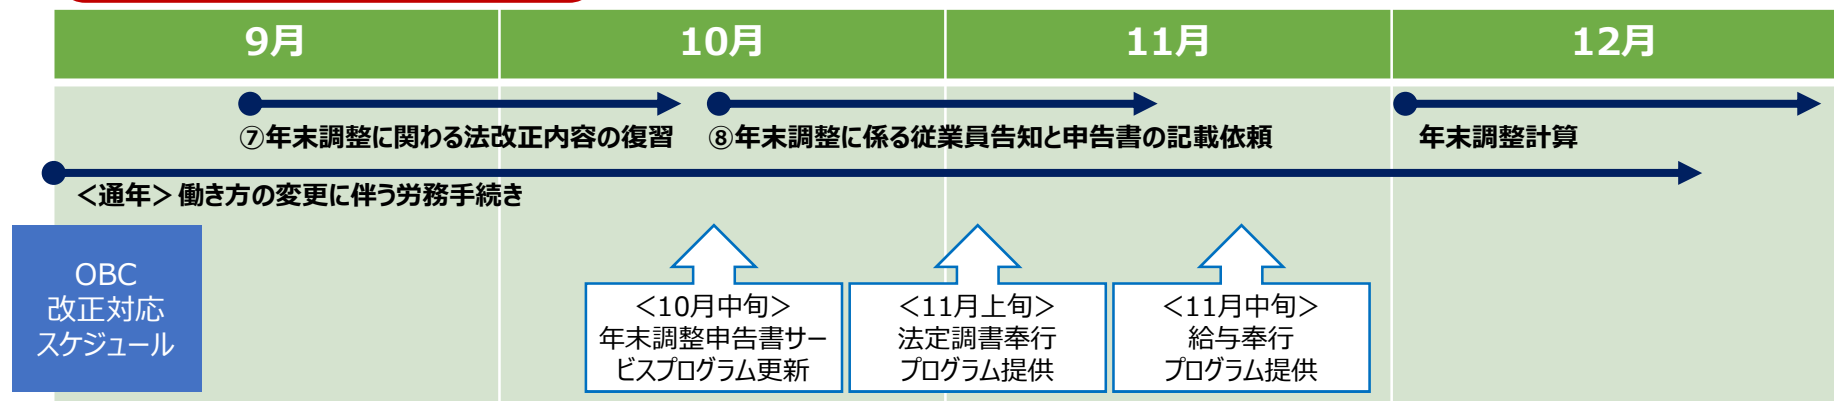 9月
10月
11月
12月
⑦年末調整に関わる法改正内容の復習
⑧年末調整に係る従業員告知と申告書の記載依頼
年末調整計算
＜通年＞働き方の変更に伴う労務手続き
OBC
改正対応
スケジュール
＜10月中旬＞
年末調整申告書サー
ビスプログラム更新
＜11月上旬＞
法定調書奉行
プログラム提供
＜11月中旬＞
給与奉行
プログラム提供